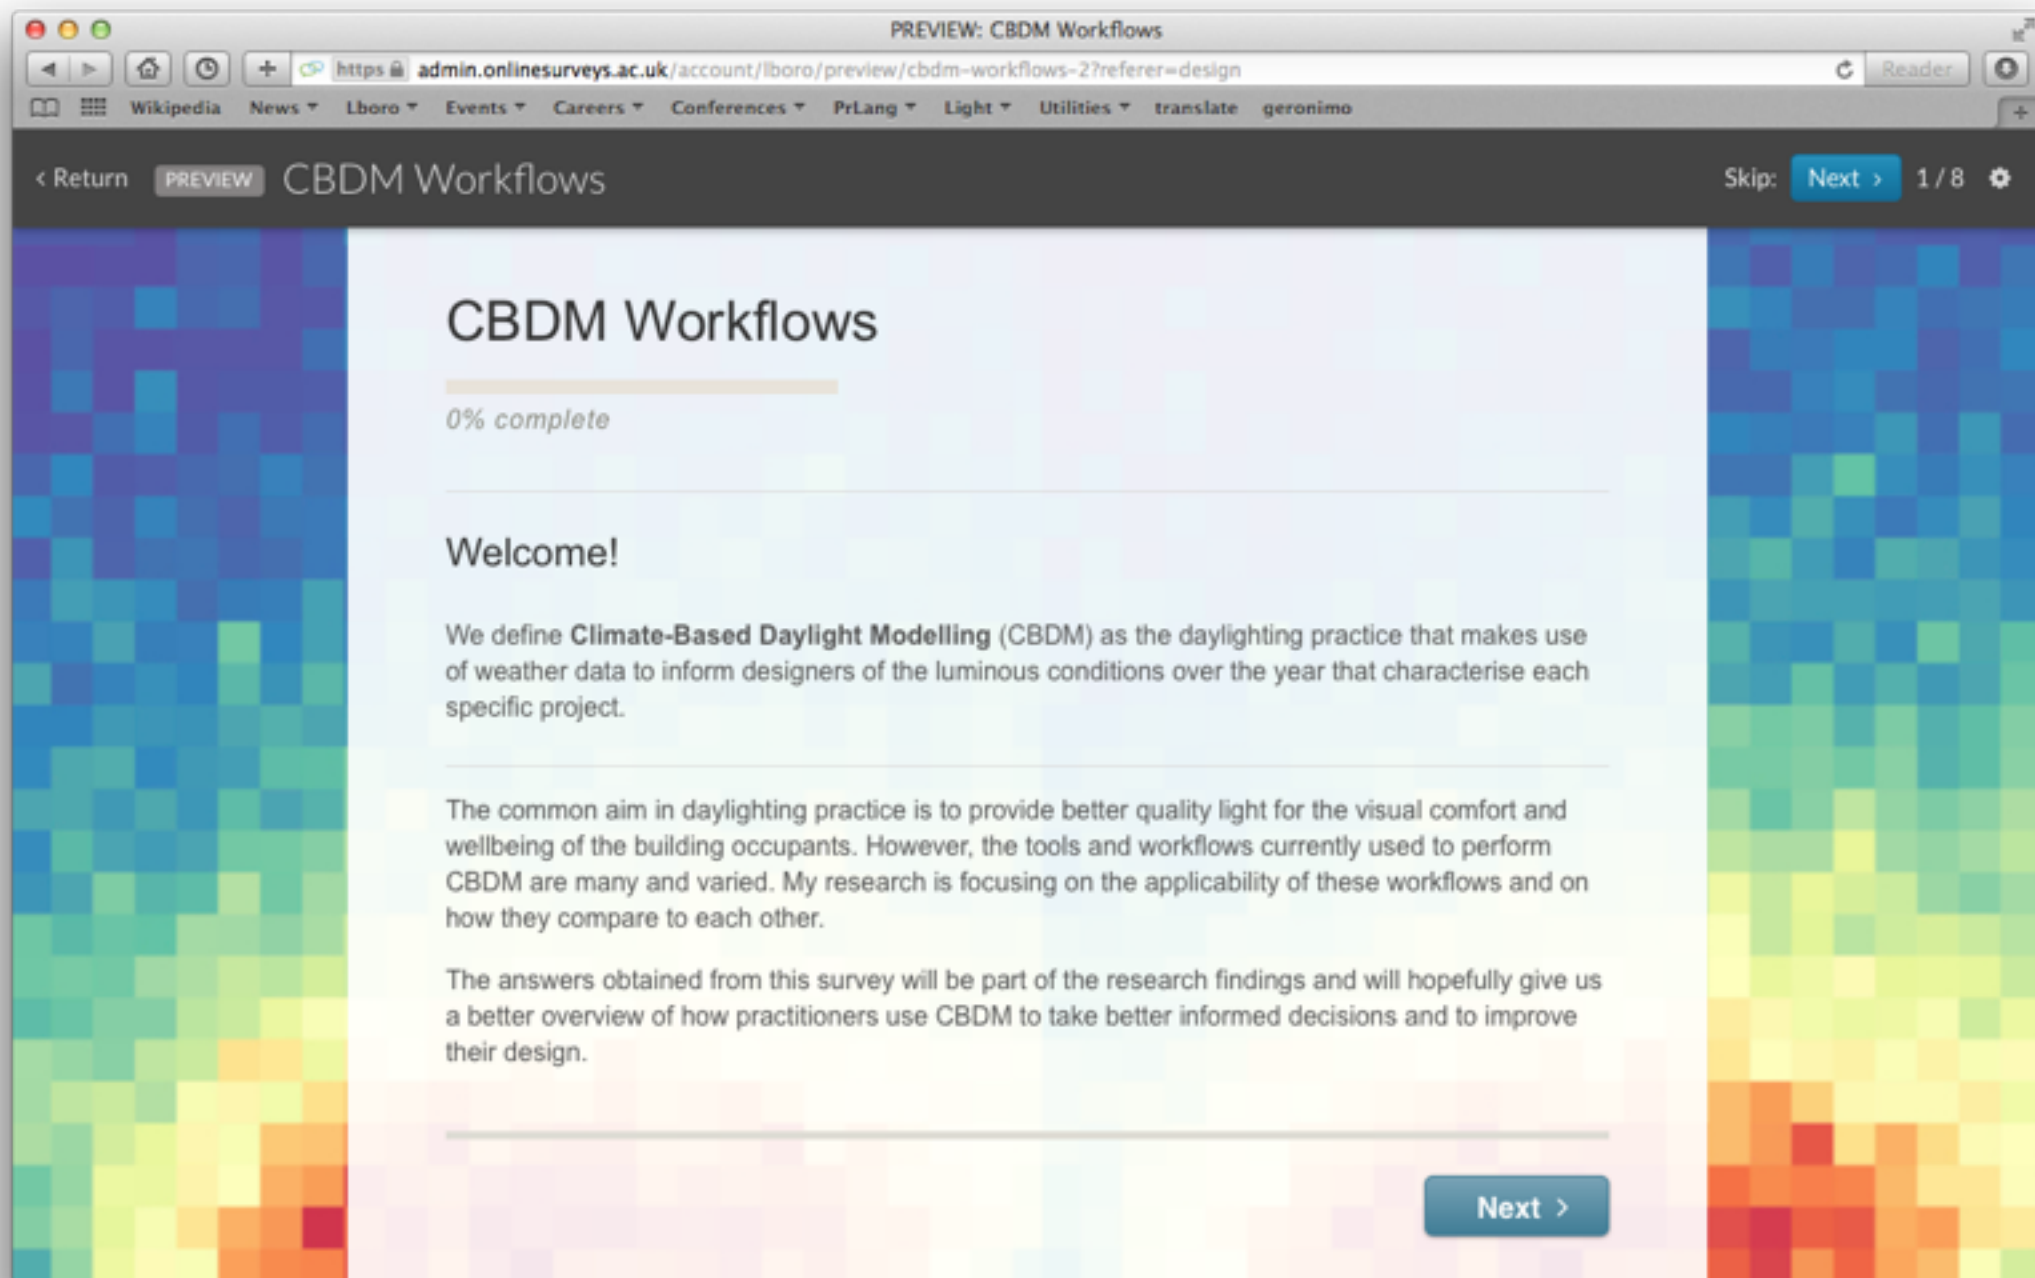 PREVIEW: CBDM Workflows
https admin.onlinesurveys.ac.uk/account/lboro/preview/cbdm-workflows-2?referer=design
Reader
Wikipedia News Lboro Events Careers Conferences PrLang Light Utilities translate geronimo
< Return PREVIEW CBDM Workflows Skip: Next > 1 / 8
CBDM Workflows
0% complete
Welcome!
We define Climate-Based Daylight Modelling (CBDM) as the daylighting practice that makes use
of weather data to inform designers of the luminous conditions over the year that characterise each
specific project.
The common aim in daylighting practice is to provide better quality light for the visual comfort and
wellbeing of the building occupants. However, the tools and workflows currently used to perform
CBDM are many and varied. My research is focusing on the applicability of these workflows and on
how they compare to each other.
The answers obtained from this survey will be part of the research findings and will hopefully give us
a better overview of how practitioners use CBDM to take better informed decisions and to improve
their design.
Next >